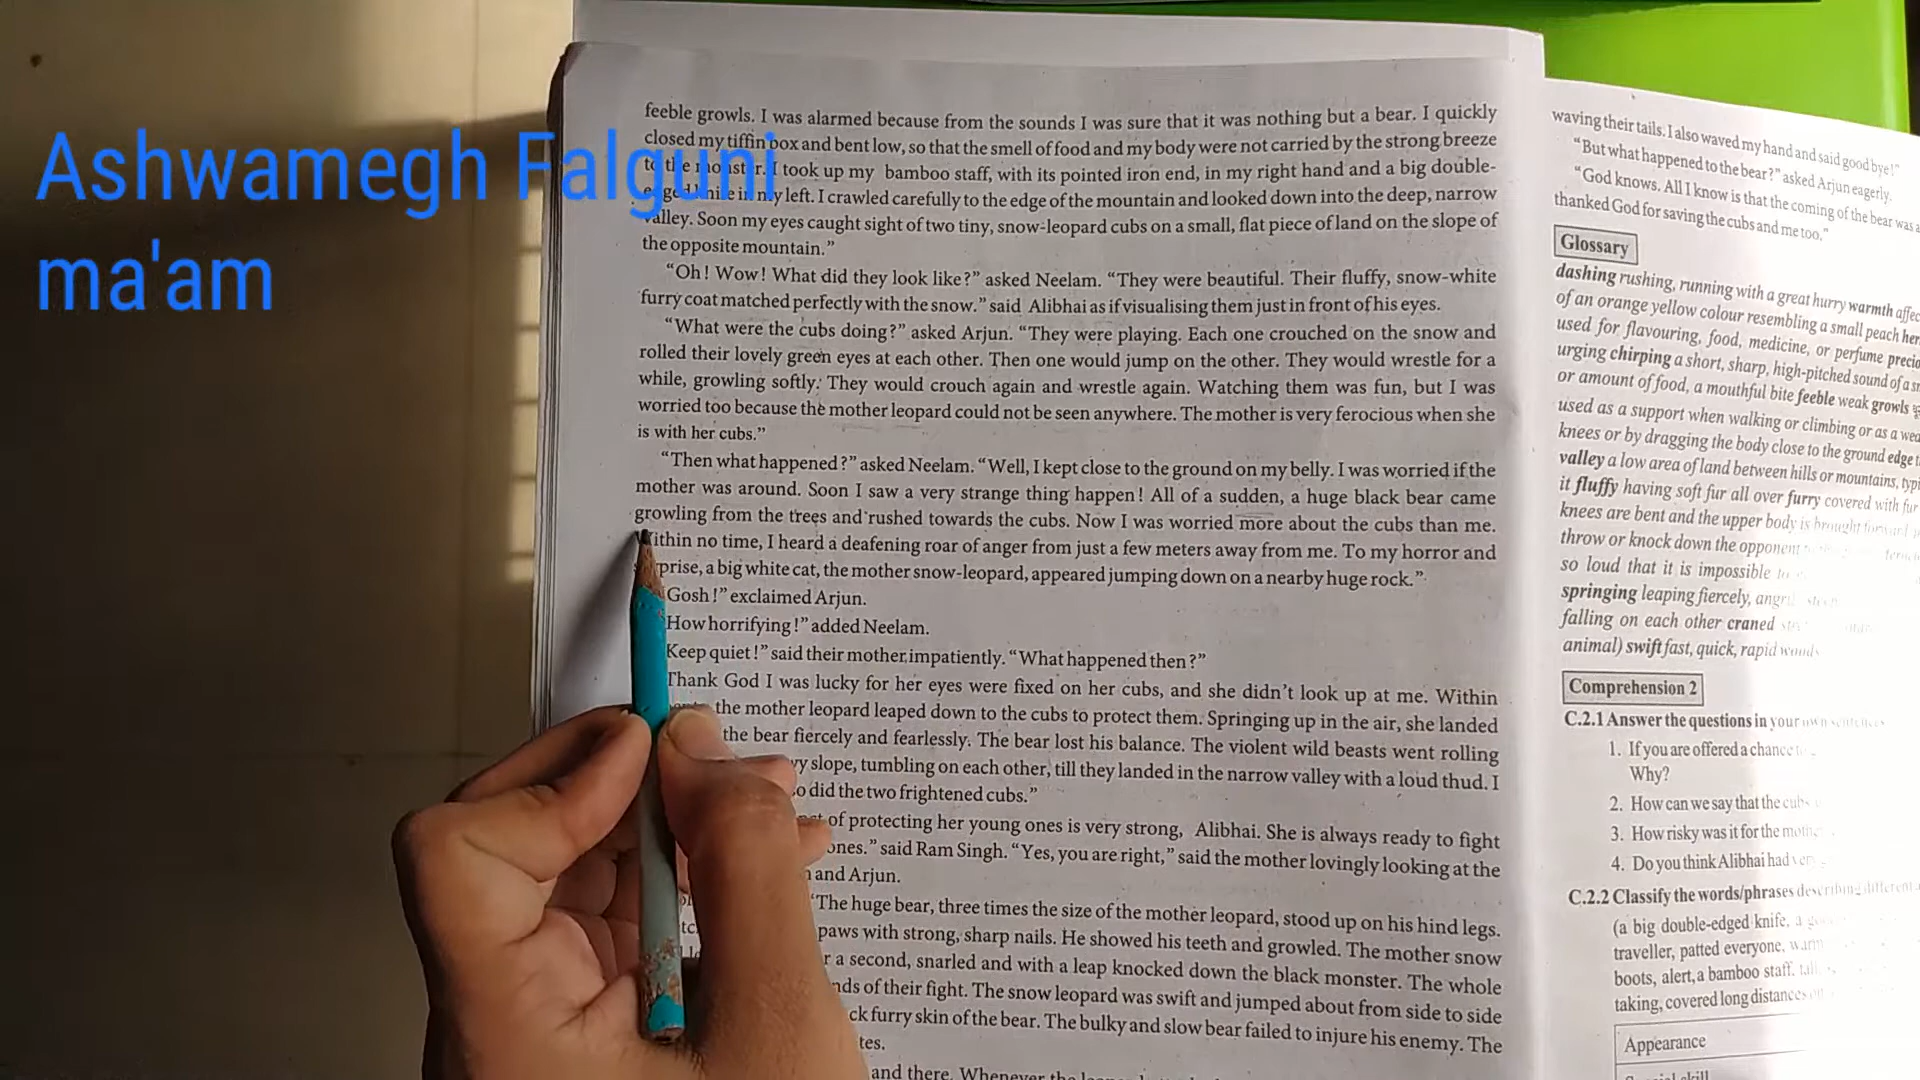 Ashwamegh Falguni
ma'am
feeble growls. I was alarmed because from the sounds I was sure that it was nothing but a bear. I quickly
closed my tiffin box and bent low, so that the smell of food and my body were not carried by the strong breeze
to the monster. I took up my bamboo staff, with its pointed iron end, in my right hand and a big double-
edged knife in my left. I crawled carefully to the edge of the mountain and looked down into the deep, narrow
valley. Soon my eyes caught sight of two tiny, snow-leopard cubs on a small, flat piece of land on the slope of
the opposite mountain.”
“Oh! Wow! What did they look like?” asked Neelam. “They were beautiful. Their fluffy, snow-white
furry coat matched perfectly with the snow.” said Alibhai as if visualising them just in front of his eyes.
“What were the cubs doing?” asked Arjun. “They were playing. Each one crouched on the snow and
rolled their lovely green eyes at each other. Then one would jump on the other. They would wrestle for a
while, growling softly. They would crouch again and wrestle again. Watching them was fun, but I was
worried too because the mother leopard could not be seen anywhere. The mother is very ferocious when she
is with her cubs.”
“Then what happened?” asked Neelam. “Well, I kept close to the ground on my belly. I was worried if the
mother was around. Soon I saw a very strange thing happen! All of a sudden, a huge black bear came
growling from the trees and rushed towards the cubs. Now I was worried more about the cubs than me.
Within no time, I heard a deafening roar of anger from just a few meters away from me. To my horror and
surprise, a big white cat, the mother snow-leopard, appeared jumping down on a nearby huge rock.”
Gosh!” exclaimed Arjun.
How horrifying!” added Neelam.
Keep quiet!” said their mother impatiently. “What happened then?”
Thank God I was lucky for her eyes were fixed on her cubs, and she didn't look up at me. Within
the mother leopard leaped down to the cubs to protect them. Springing up in the air, she landed
the bear fiercely and fearlessly. The bear lost his balance. The violent wild beasts went rolling
slope, tumbling on each other, till they landed in the narrow valley with a loud thud. I
did the two frightened cubs.”
of protecting her young ones is very strong, Alibhai. She is always ready to fight
ones.” said Ram Singh. “Yes, you are right,” said the mother lovingly looking at the
and Arjun.
“The huge bear, three times the size of the mother leopard, stood up on his hind legs.
paws with strong, sharp nails. He showed his teeth and growled. The mother snow
a second, snarled and with a leap knocked down the black monster. The whole
of their fight. The snow leopard was swift and jumped about from side to side
furry skin of the bear. The bulky and slow bear failed to injure his enemy. The
and there. Whenever the
waving their tails. I also waved my hand and said good bye!”
“But what happened to the bear?” asked Arjun eagerly.
“God knows. All I know is that the coming of the bear was a
thanked God for saving the cubs and me too.”
Glossary
dashing rushing, running with a great hurry warmth
of an orange yellow colour resembling a small peach
used for flavouring, food, medicine, or perfume
urging chirping a short, sharp, high-pitched sound of a
or amount of food, a mouthful bite feeble weak growls
used as a support when walking or climbing or as a
knees or by dragging the body close to the ground edge
valley a low area of land between hills or mountains,
it fluffy having soft fur all over furry covered with fur
knees are bent and the upper body is brought forward
throw or knock down the opponent
so loud that it is impossible to
springing leaping fiercely,
falling on each other craned
animal) swift fast, quick, rapid
Comprehension 2
C.2.1 Answer the questions in your own sentences
1. If you are offered a chance
Why?
2. How can we say that the cubs
3. How risky was it for the
4. Do you think Alibhai had
C.2.2 Classify the words/phrases describing different
(a big double-edged knife, a
traveller, patted everyone,
boots, alert, a bamboo staff,
taking, covered long distances
Appearance